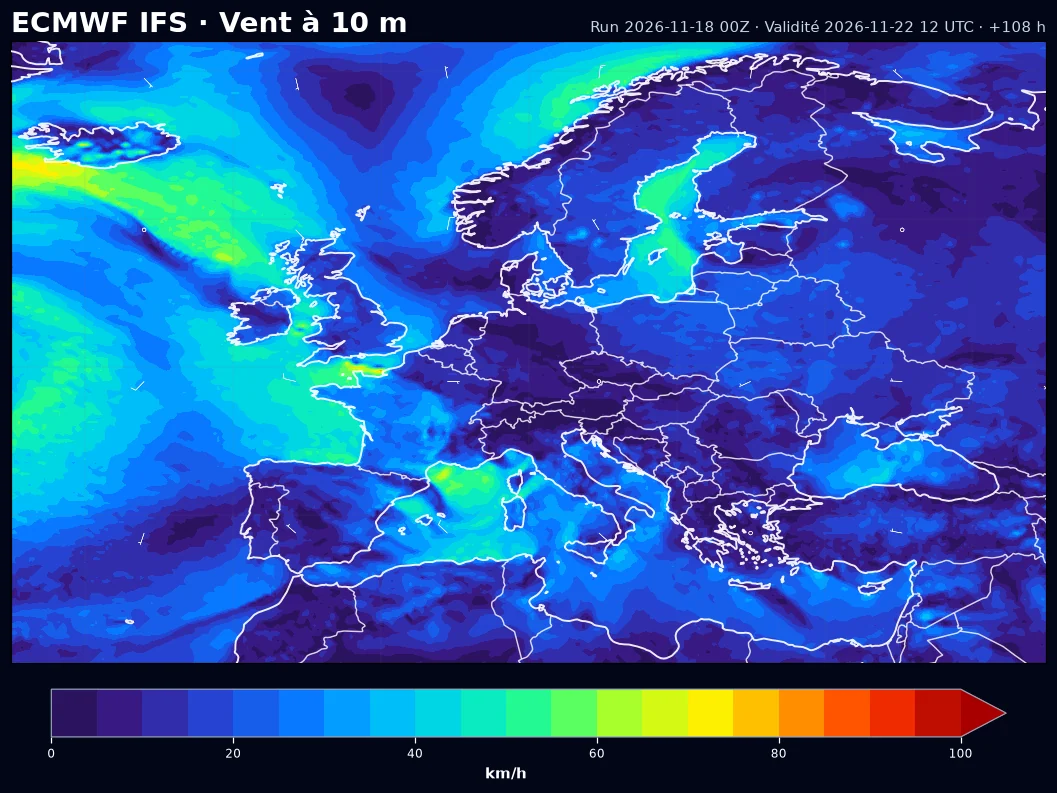 ECMWF IFS · Vent à 10 m
Run 2026-11-18 00Z · Validité 2026-11-22 12 UTC · +108 h
0 20 40 60 80 100
km/h